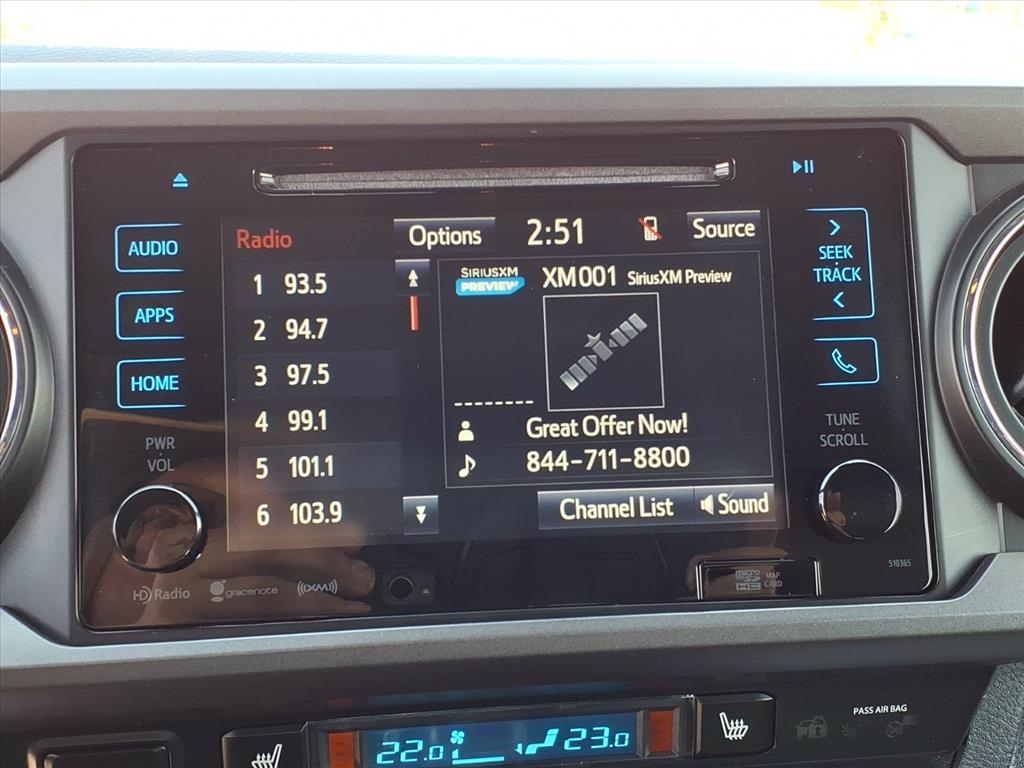 AUDIO
APPS
HOME
PWR
VOL
Radio
Options
2:51
Source
1 93.5
2 94.7
3 97.5
4 99.1
5 101.1
6 103.9
SIRIUSXM
PREVIEW
XM001 SiriusXM Preview
--------
Great Offer Now!
844-711-8800
Channel List
Sound
SEEK
TRACK
TUNE
SCROLL
HD Radio
gracenote
((XM))
micro
SD
HC
MAP
CARD
510365
22.0
23.0
PASS AIR BAG